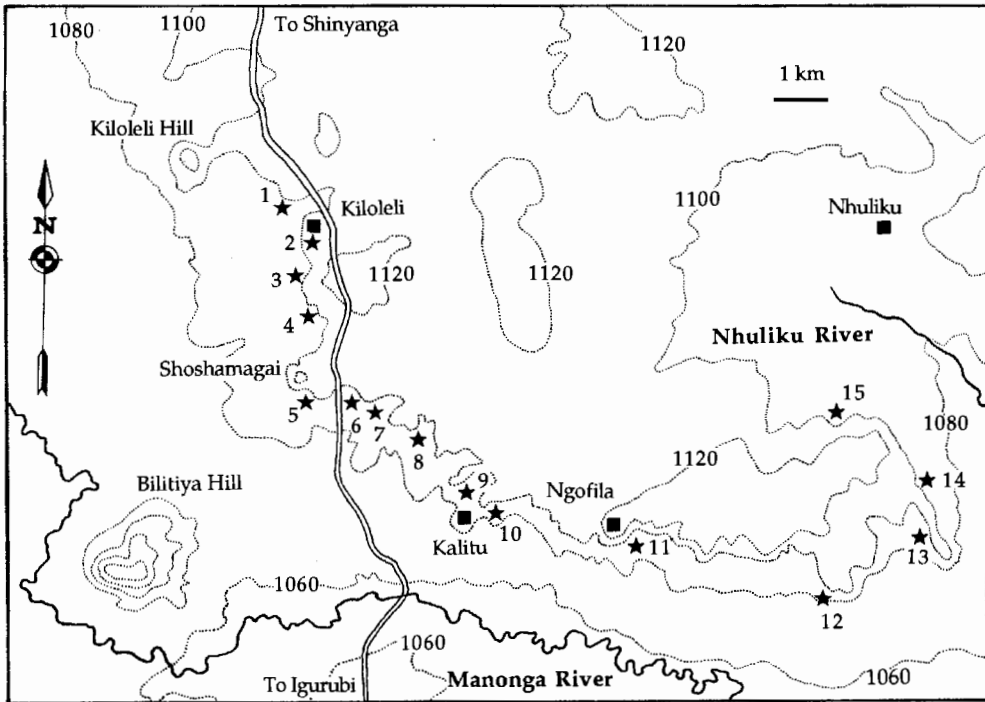 To Shinyanga
1080
1100
1120
1 km
Kiloleli Hill
N
1
Kiloleli
2
3
1120
4
1120
1100
Nhuliku
Nhuliku River
Shoshamagai
5
6
7
8
15
1080
1120
14
Bilitiya Hill
9
Ngofila
Kalitu
10
11
13
12
1060
1060
To Igurubi
Manonga River
1060